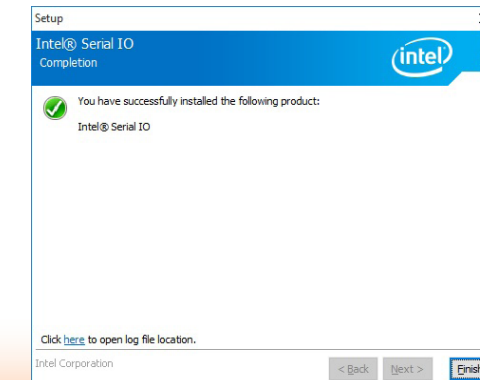 Setup
Intel® Serial IO
Completion
intel®
You have successfully installed the following product:
Intel® Serial IO
Click here to open log file location.
Intel Corporation
< Back Next > Finish